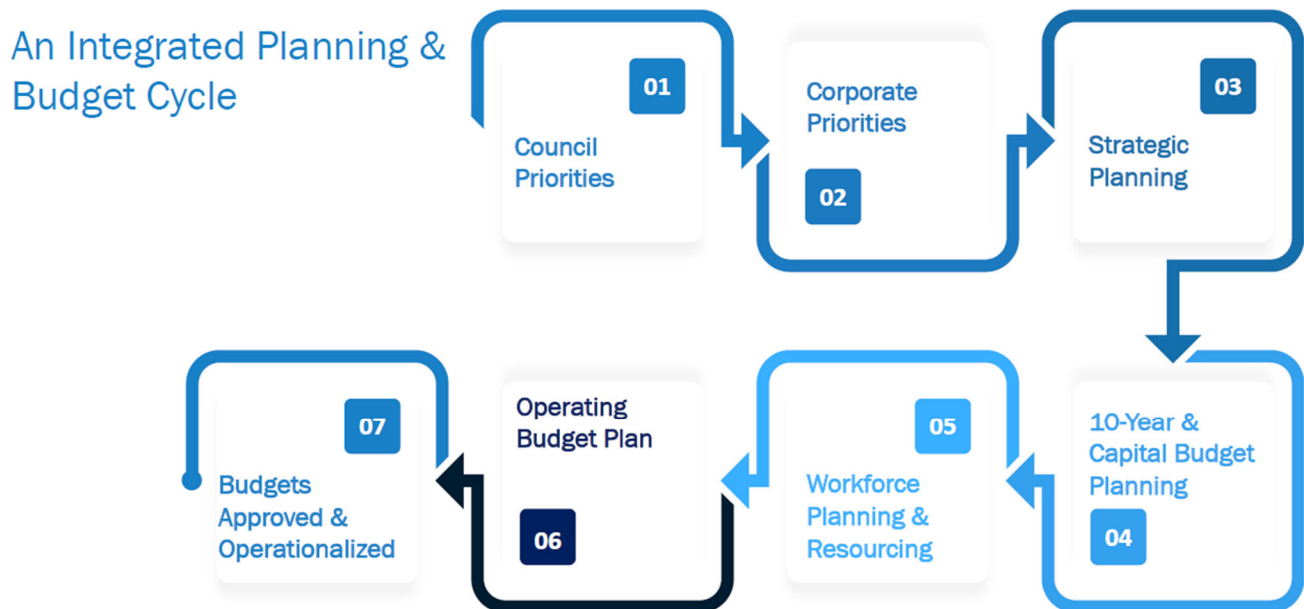 An Integrated Planning &
Budget Cycle
01
Council
Priorities
Corporate
Priorities
02
03
Strategic
Planning
10-Year &
Capital Budget
Planning
04
05
Workforce
Planning &
Resourcing
Operating
Budget Plan
06
07
Budgets
Approved &
Operationalized